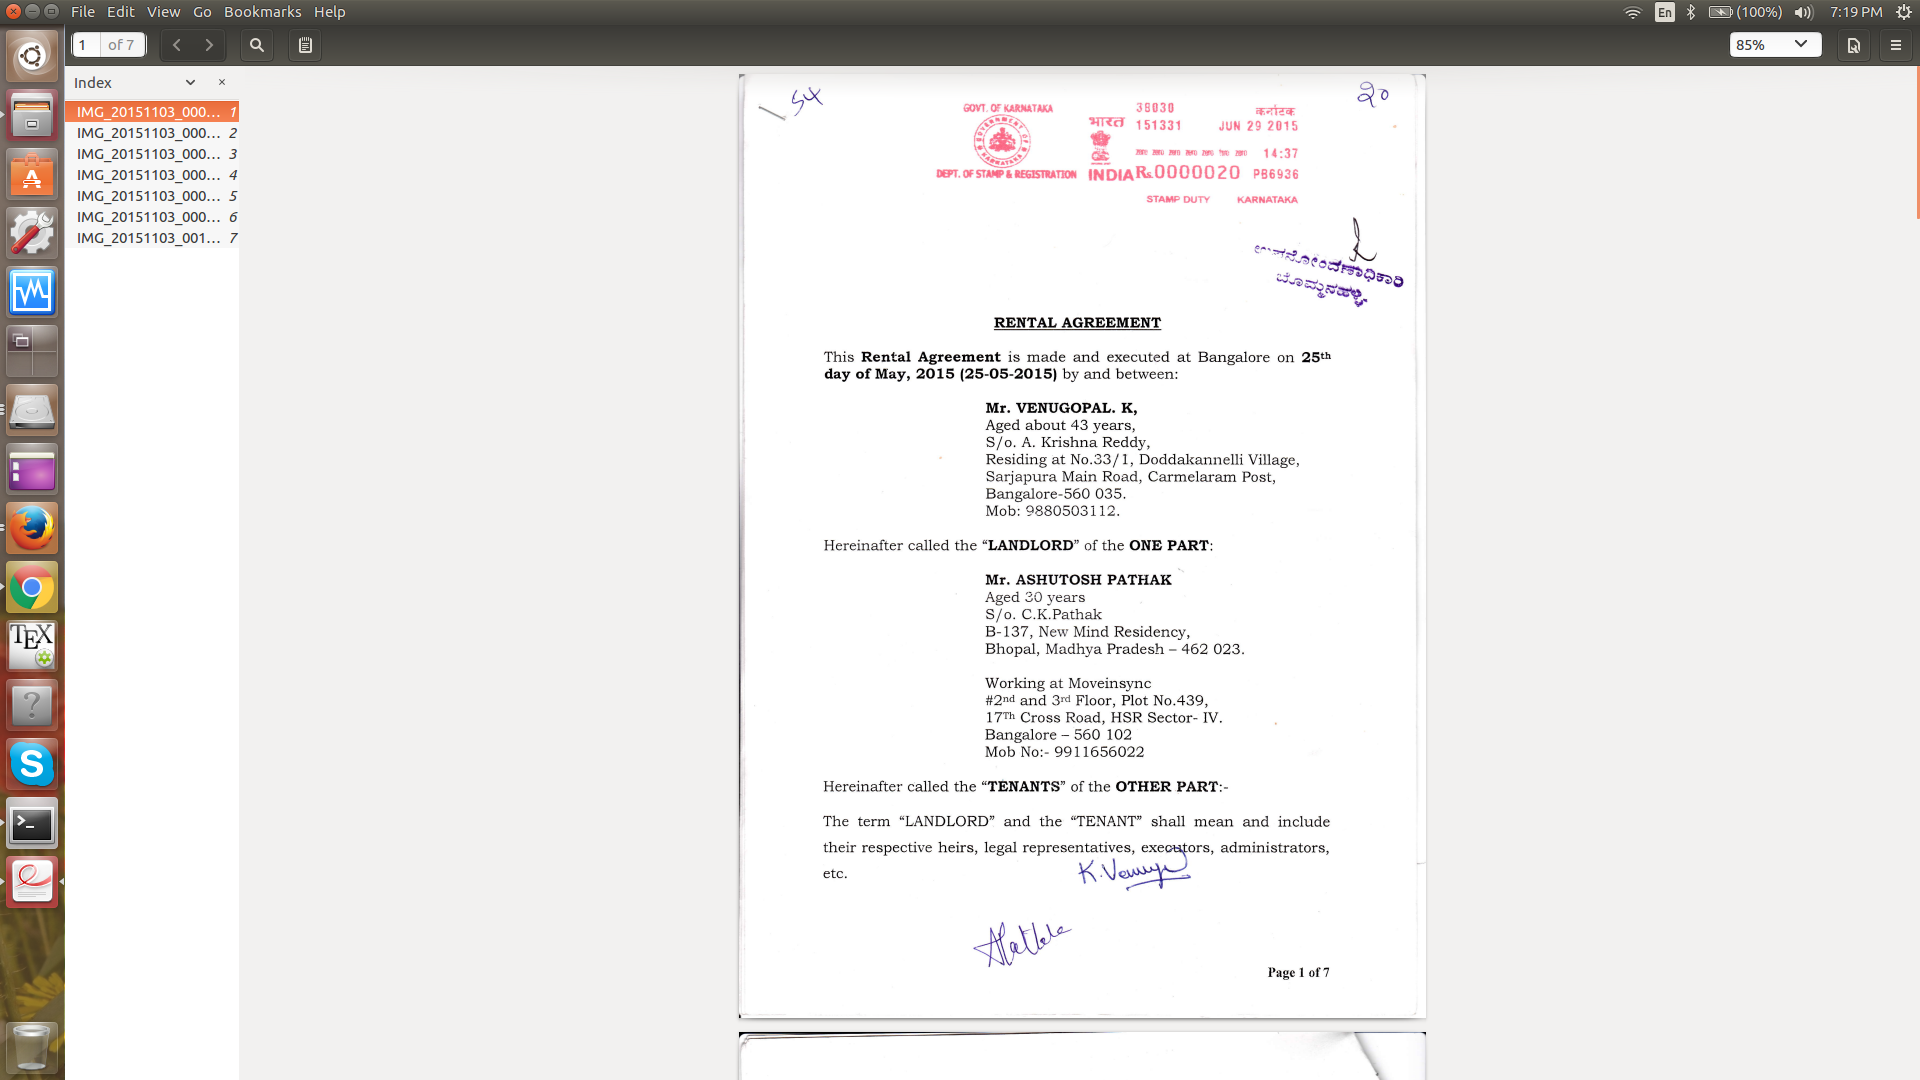 File Edit View Go Bookmarks Help
En
(100%)
7:19 PM
1 of 7
85%
Index
IMG_20151103_000... 1
IMG_20151103_000... 2
IMG_20151103_000... 3
IMG_20151103_000... 4
IMG_20151103_000... 5
IMG_20151103_000... 6
IMG_20151103_001... 7
54
20
GOVT. OF KARNATAKA
GOVERNMENT OF KARNATAKA
DEPT. OF STAMP & REGISTRATION
भारत
INDIA
38030 कर्नाटक
151331 JUN 29 2015
14:37
Rs.0000020 PB6936
STAMP DUTY KARNATAKA
ಉಪನೋಂದಣಾಧಿಕಾರಿ
ಬೊಮ್ಮನಹಳ್ಳಿ
RENTAL AGREEMENT
This Rental Agreement is made and executed at Bangalore on 25th
day of May, 2015 (25-05-2015) by and between:
Mr. VENUGOPAL. K,
Aged about 43 years,
S/o. A. Krishna Reddy,
Residing at No.33/1, Doddakannelli Village,
Sarjapura Main Road, Carmelaram Post,
Bangalore-560 035.
Mob: 9880503112.
Hereinafter called the “LANDLORD” of the ONE PART:
Mr. ASHUTOSH PATHAK
Aged 30 years
S/o. C.K.Pathak
B-137, New Mind Residency,
Bhopal, Madhya Pradesh – 462 023.
Working at Moveinsync
#2nd and 3rd Floor, Plot No.439,
17Th Cross Road, HSR Sector- IV.
Bangalore – 560 102
Mob No:- 9911656022
Hereinafter called the “TENANTS” of the OTHER PART:-
The term “LANDLORD” and the “TENANT” shall mean and include
their respective heirs, legal representatives, executors, administrators,
etc.
Page 1 of 7
TEX